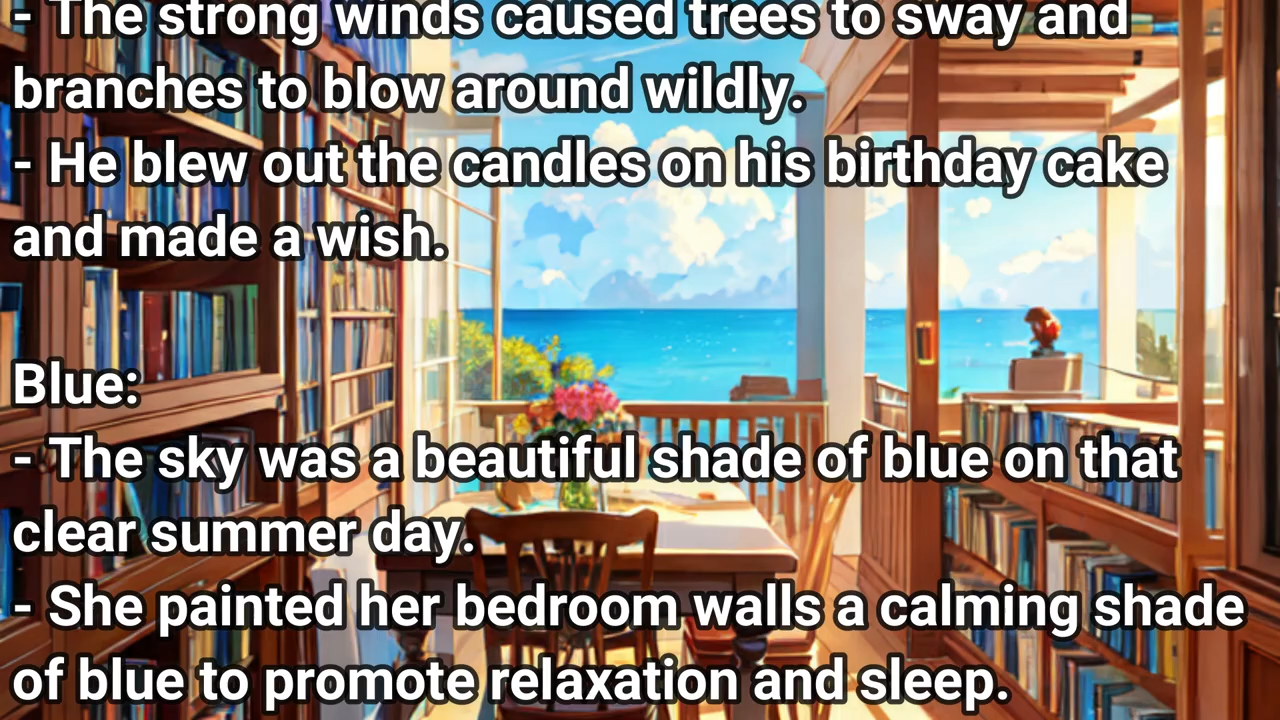 - The strong winds caused trees to sway and
branches to blow around wildly.
- He blew out the candles on his birthday cake
and made a wish.
Blue:
- The sky was a beautiful shade of blue on that
clear summer day.
- She painted her bedroom walls a calming shade
of blue to promote relaxation and sleep.